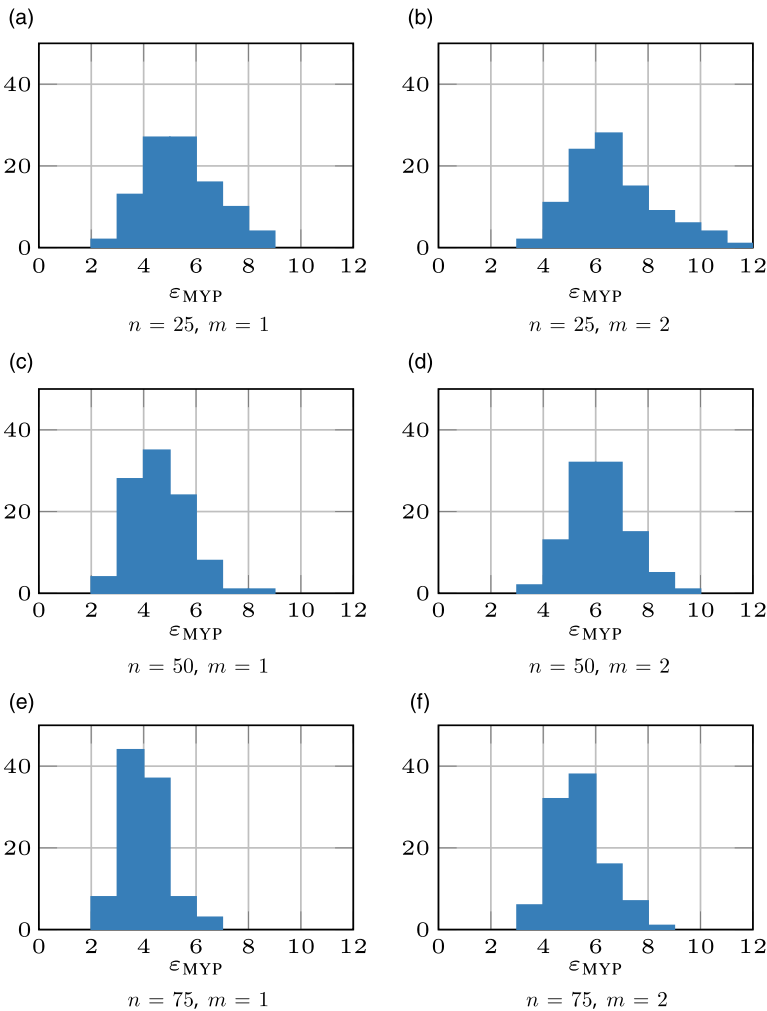 (a)
40
20
0
0 2 4 6 8 10 12
εMYP
n = 25, m = 1
(b)
40
20
0
0 2 4 6 8 10 12
εMYP
n = 25, m = 2
(c)
40
20
0
0 2 4 6 8 10 12
εMYP
n = 50, m = 1
(d)
40
20
0
0 2 4 6 8 10 12
εMYP
n = 50, m = 2
(e)
40
20
0
0 2 4 6 8 10 12
εMYP
n = 75, m = 1
(f)
40
20
0
0 2 4 6 8 10 12
εMYP
n = 75, m = 2